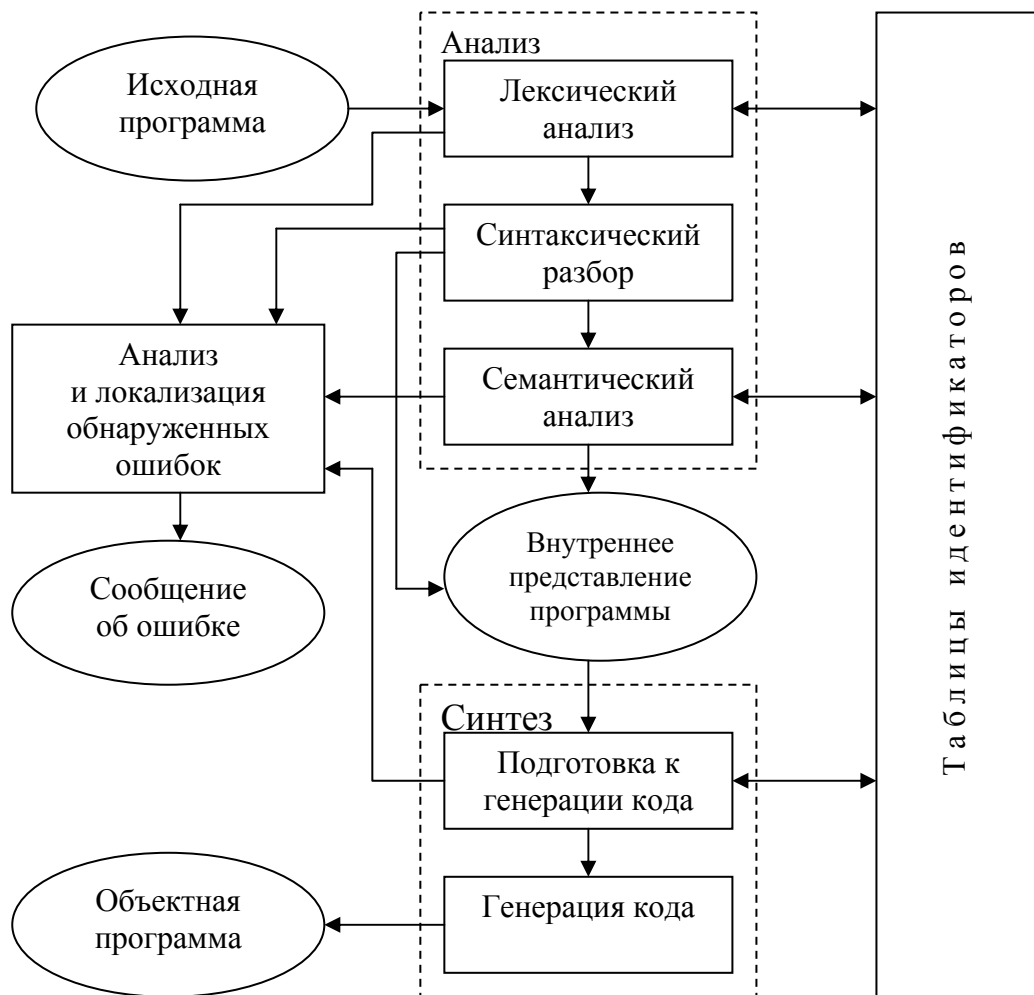 Анализ
Исходная
программа
Лексический
анализ
Синтаксический
разбор
Анализ
и локализация
обнаруженных
ошибок
Семантический
анализ
Внутреннее
представление
программы
Сообщение
об ошибке
Синтез
Подготовка к
генерации кода
Объектная
программа
Генерация кода
Таблицы идентификаторов